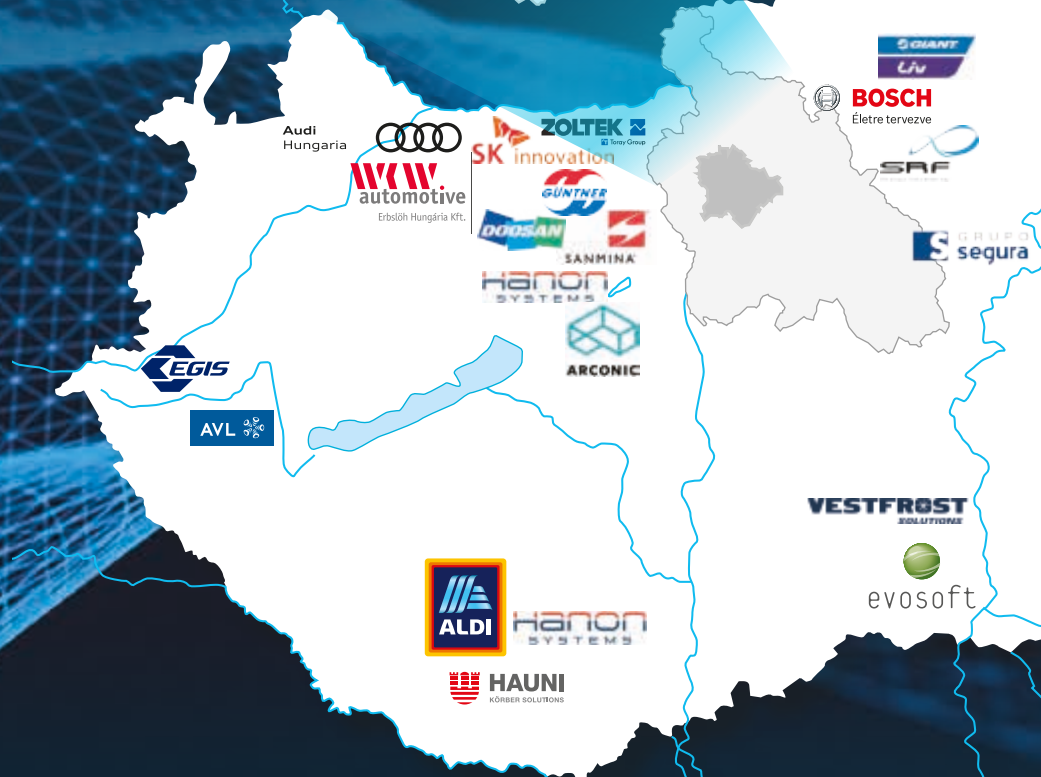 GIANT
Liv
BOSCH
Életre tervezve
SRF
GRUPO
segura
Audi
Hungaria
SK innovation
ZOLTEK
Toray Group
WKW.
automotive
Erbslöh Hungária Kft.
GÜNTNER
DOOSAN
SANMINA
Hanon
SYSTEMS
ARCONIC
EGIS
AVL
VESTFROST
SOLUTIONS
evosoft
ALDI
Hanon
SYSTEMS
HAUNI
KÖRBER SOLUTIONS